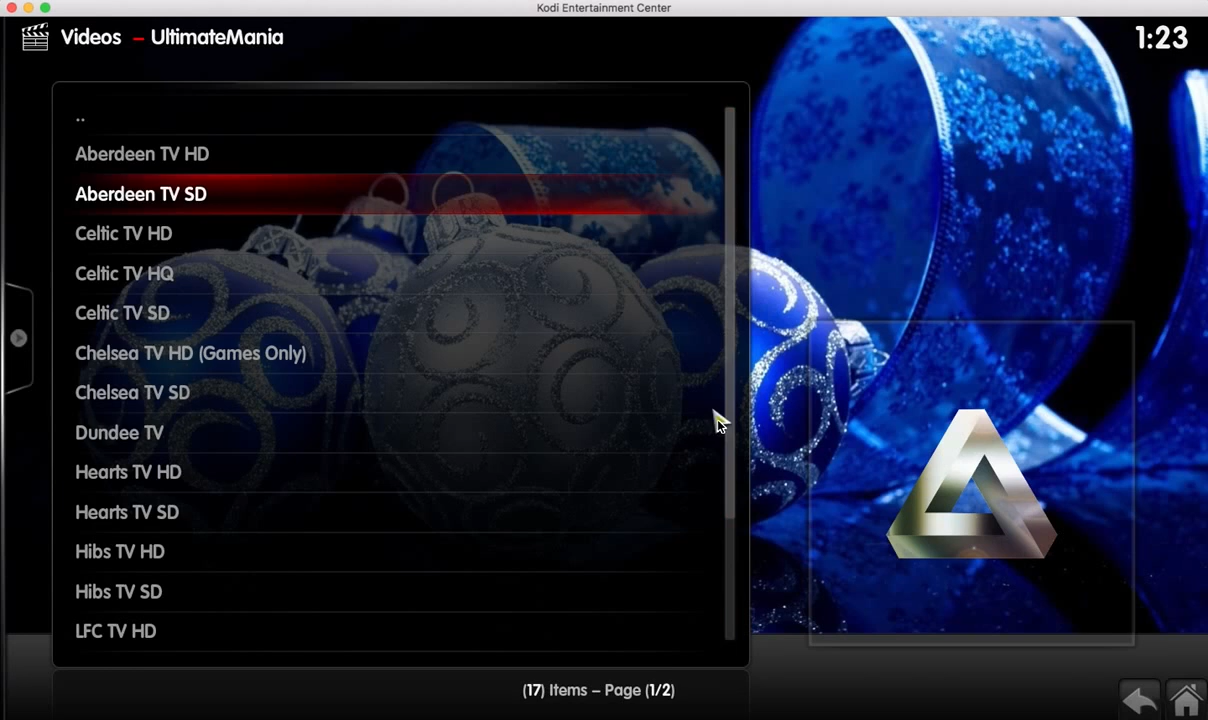 Kodi Entertainment Center
Videos – UltimateMania
1:23
..
Aberdeen TV HD
Aberdeen TV SD
Celtic TV HD
Celtic TV HQ
Celtic TV SD
Chelsea TV HD (Games Only)
Chelsea TV SD
Dundee TV
Hearts TV HD
Hearts TV SD
Hibs TV HD
Hibs TV SD
LFC TV HD
(17) Items – Page (1/2)